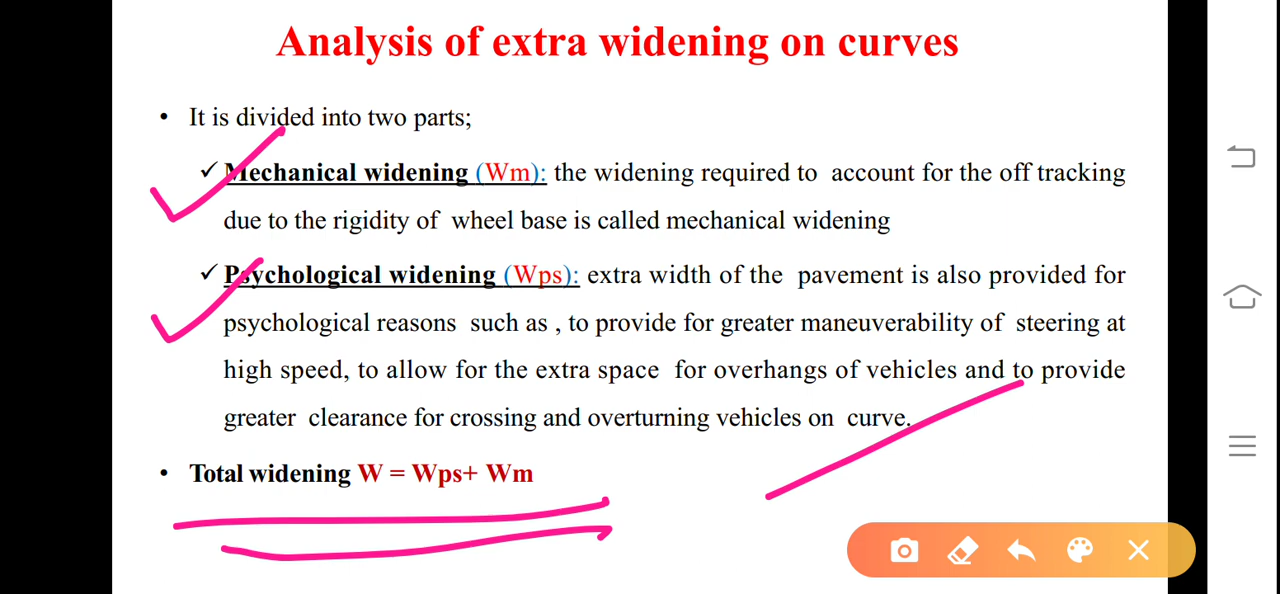 Analysis of extra widening on curves
• It is divided into two parts;
✓ Mechanical widening (Wm): the widening required to account for the off tracking
due to the rigidity of wheel base is called mechanical widening
✓ Psychological widening (Wps): extra width of the pavement is also provided for
psychological reasons such as , to provide for greater maneuverability of steering at
high speed, to allow for the extra space for overhangs of vehicles and to provide
greater clearance for crossing and overturning vehicles on curve.
• Total widening W = Wps+ Wm